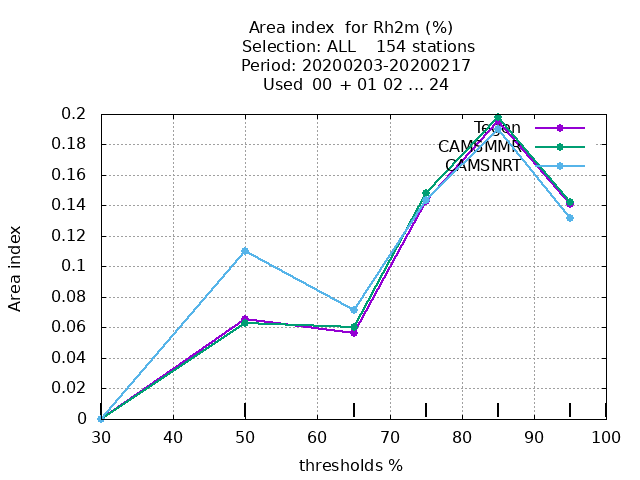 Area index  for Rh2m (%)
Selection: ALL    154 stations
Period: 20200203-20200217
Used  00 + 01 02 ... 24
0.2
0.18
0.16
0.14
0.12
0.1
0.08
0.06
0.04
0.02
0
30 40 50 60 70 80 90 100
Area index
thresholds %
CAMSMMR
CAMSNRT